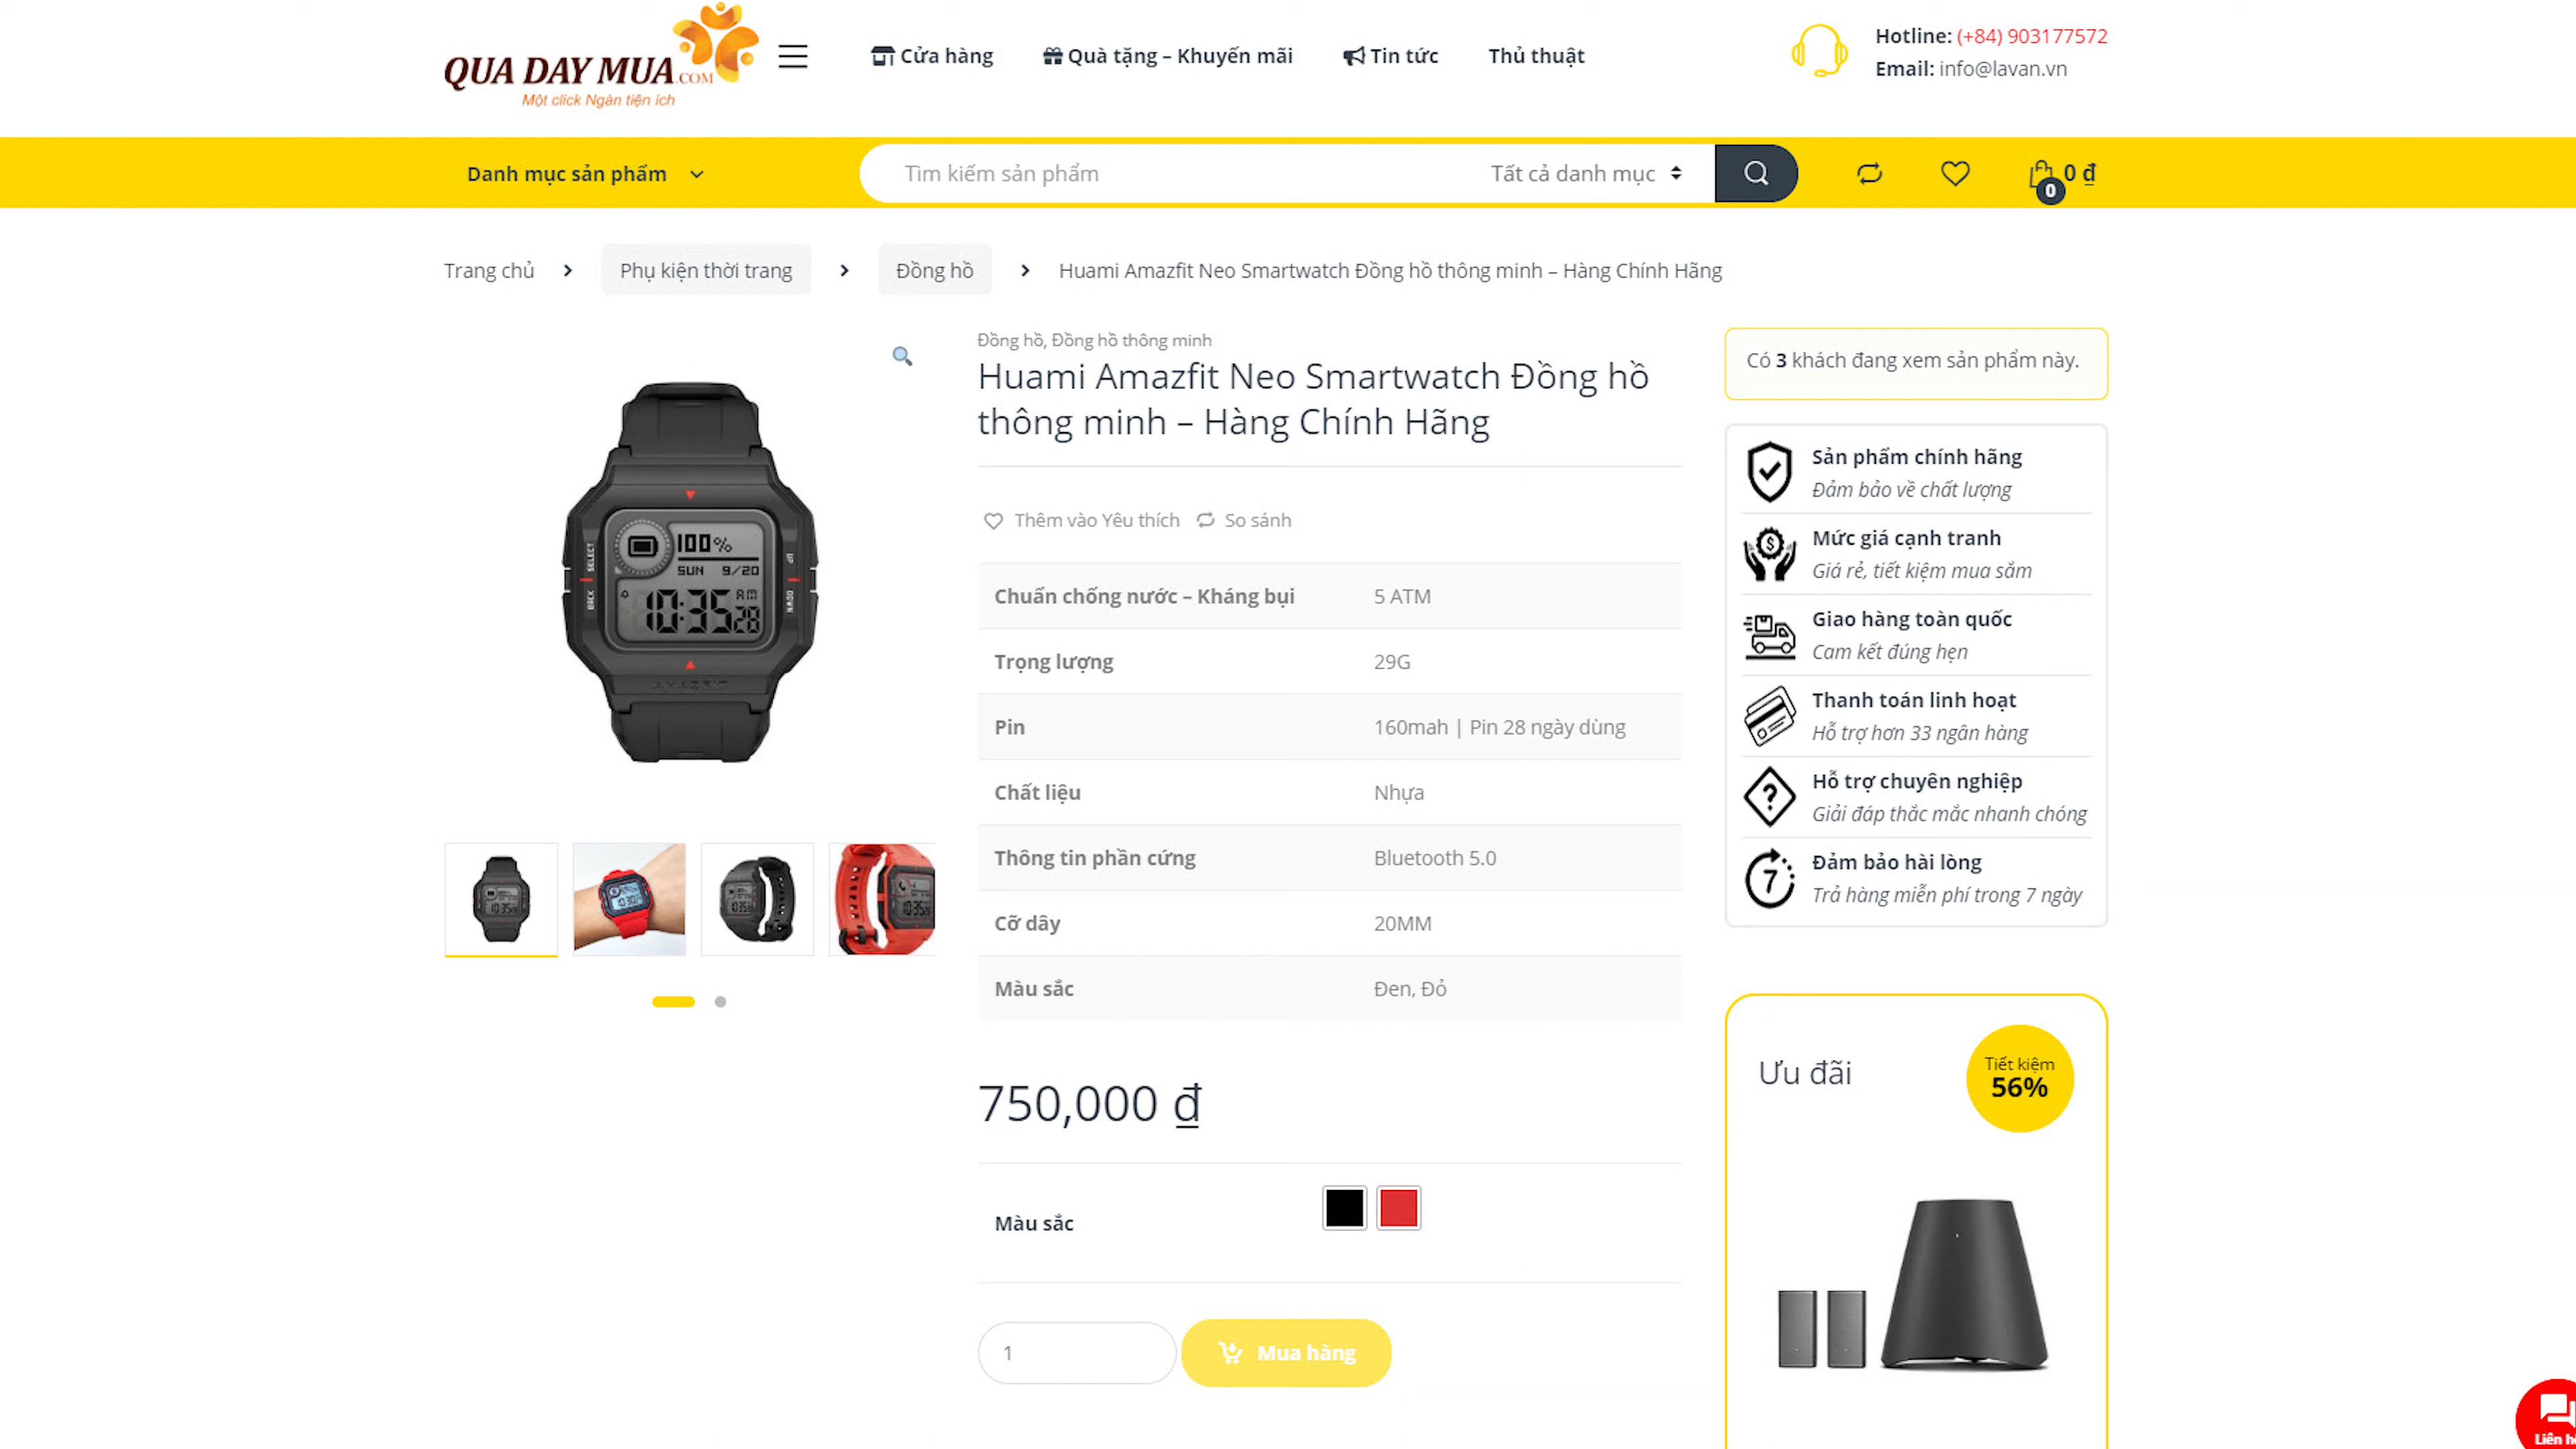 QUA DAY MUA.COM
Một click Ngàn tiện ích
Cửa hàng
Quà tặng – Khuyến mãi
Tin tức
Thủ thuật
Hotline: (+84) 903177572
Email: info@lavan.vn
Danh mục sản phẩm
Tìm kiếm sản phẩm
Tất cả danh mục
0 ₫
0
Trang chủ
Phụ kiện thời trang
Đồng hồ
Huami Amazfit Neo Smartwatch Đồng hồ thông minh – Hàng Chính Hãng
SELECT
BACK
UP
DOWN
100%
SUN 9/20
AM
10:35 28
AMAZFIT
Đồng hồ, Đồng hồ thông minh
Huami Amazfit Neo Smartwatch Đồng hồ
thông minh – Hàng Chính Hãng
Thêm vào Yêu thích
So sánh
Chuẩn chống nước – Kháng bụi 5 ATM
Trọng lượng 29G
Pin 160mah | Pin 28 ngày dùng
Chất liệu Nhựa
Thông tin phần cứng Bluetooth 5.0
Cỡ dây 20MM
Màu sắc Đen, Đỏ
750,000 ₫
Màu sắc
1
Mua hàng
Có 3 khách đang xem sản phẩm này.
Sản phẩm chính hãng
Đảm bảo về chất lượng
Mức giá cạnh tranh
Giá rẻ, tiết kiệm mua sắm
Giao hàng toàn quốc
Cam kết đúng hẹn
Thanh toán linh hoạt
Hỗ trợ hơn 33 ngân hàng
Hỗ trợ chuyên nghiệp
Giải đáp thắc mắc nhanh chóng
7
Đảm bảo hài lòng
Trả hàng miễn phí trong 7 ngày
Ưu đãi
Tiết kiệm
56%
Liên